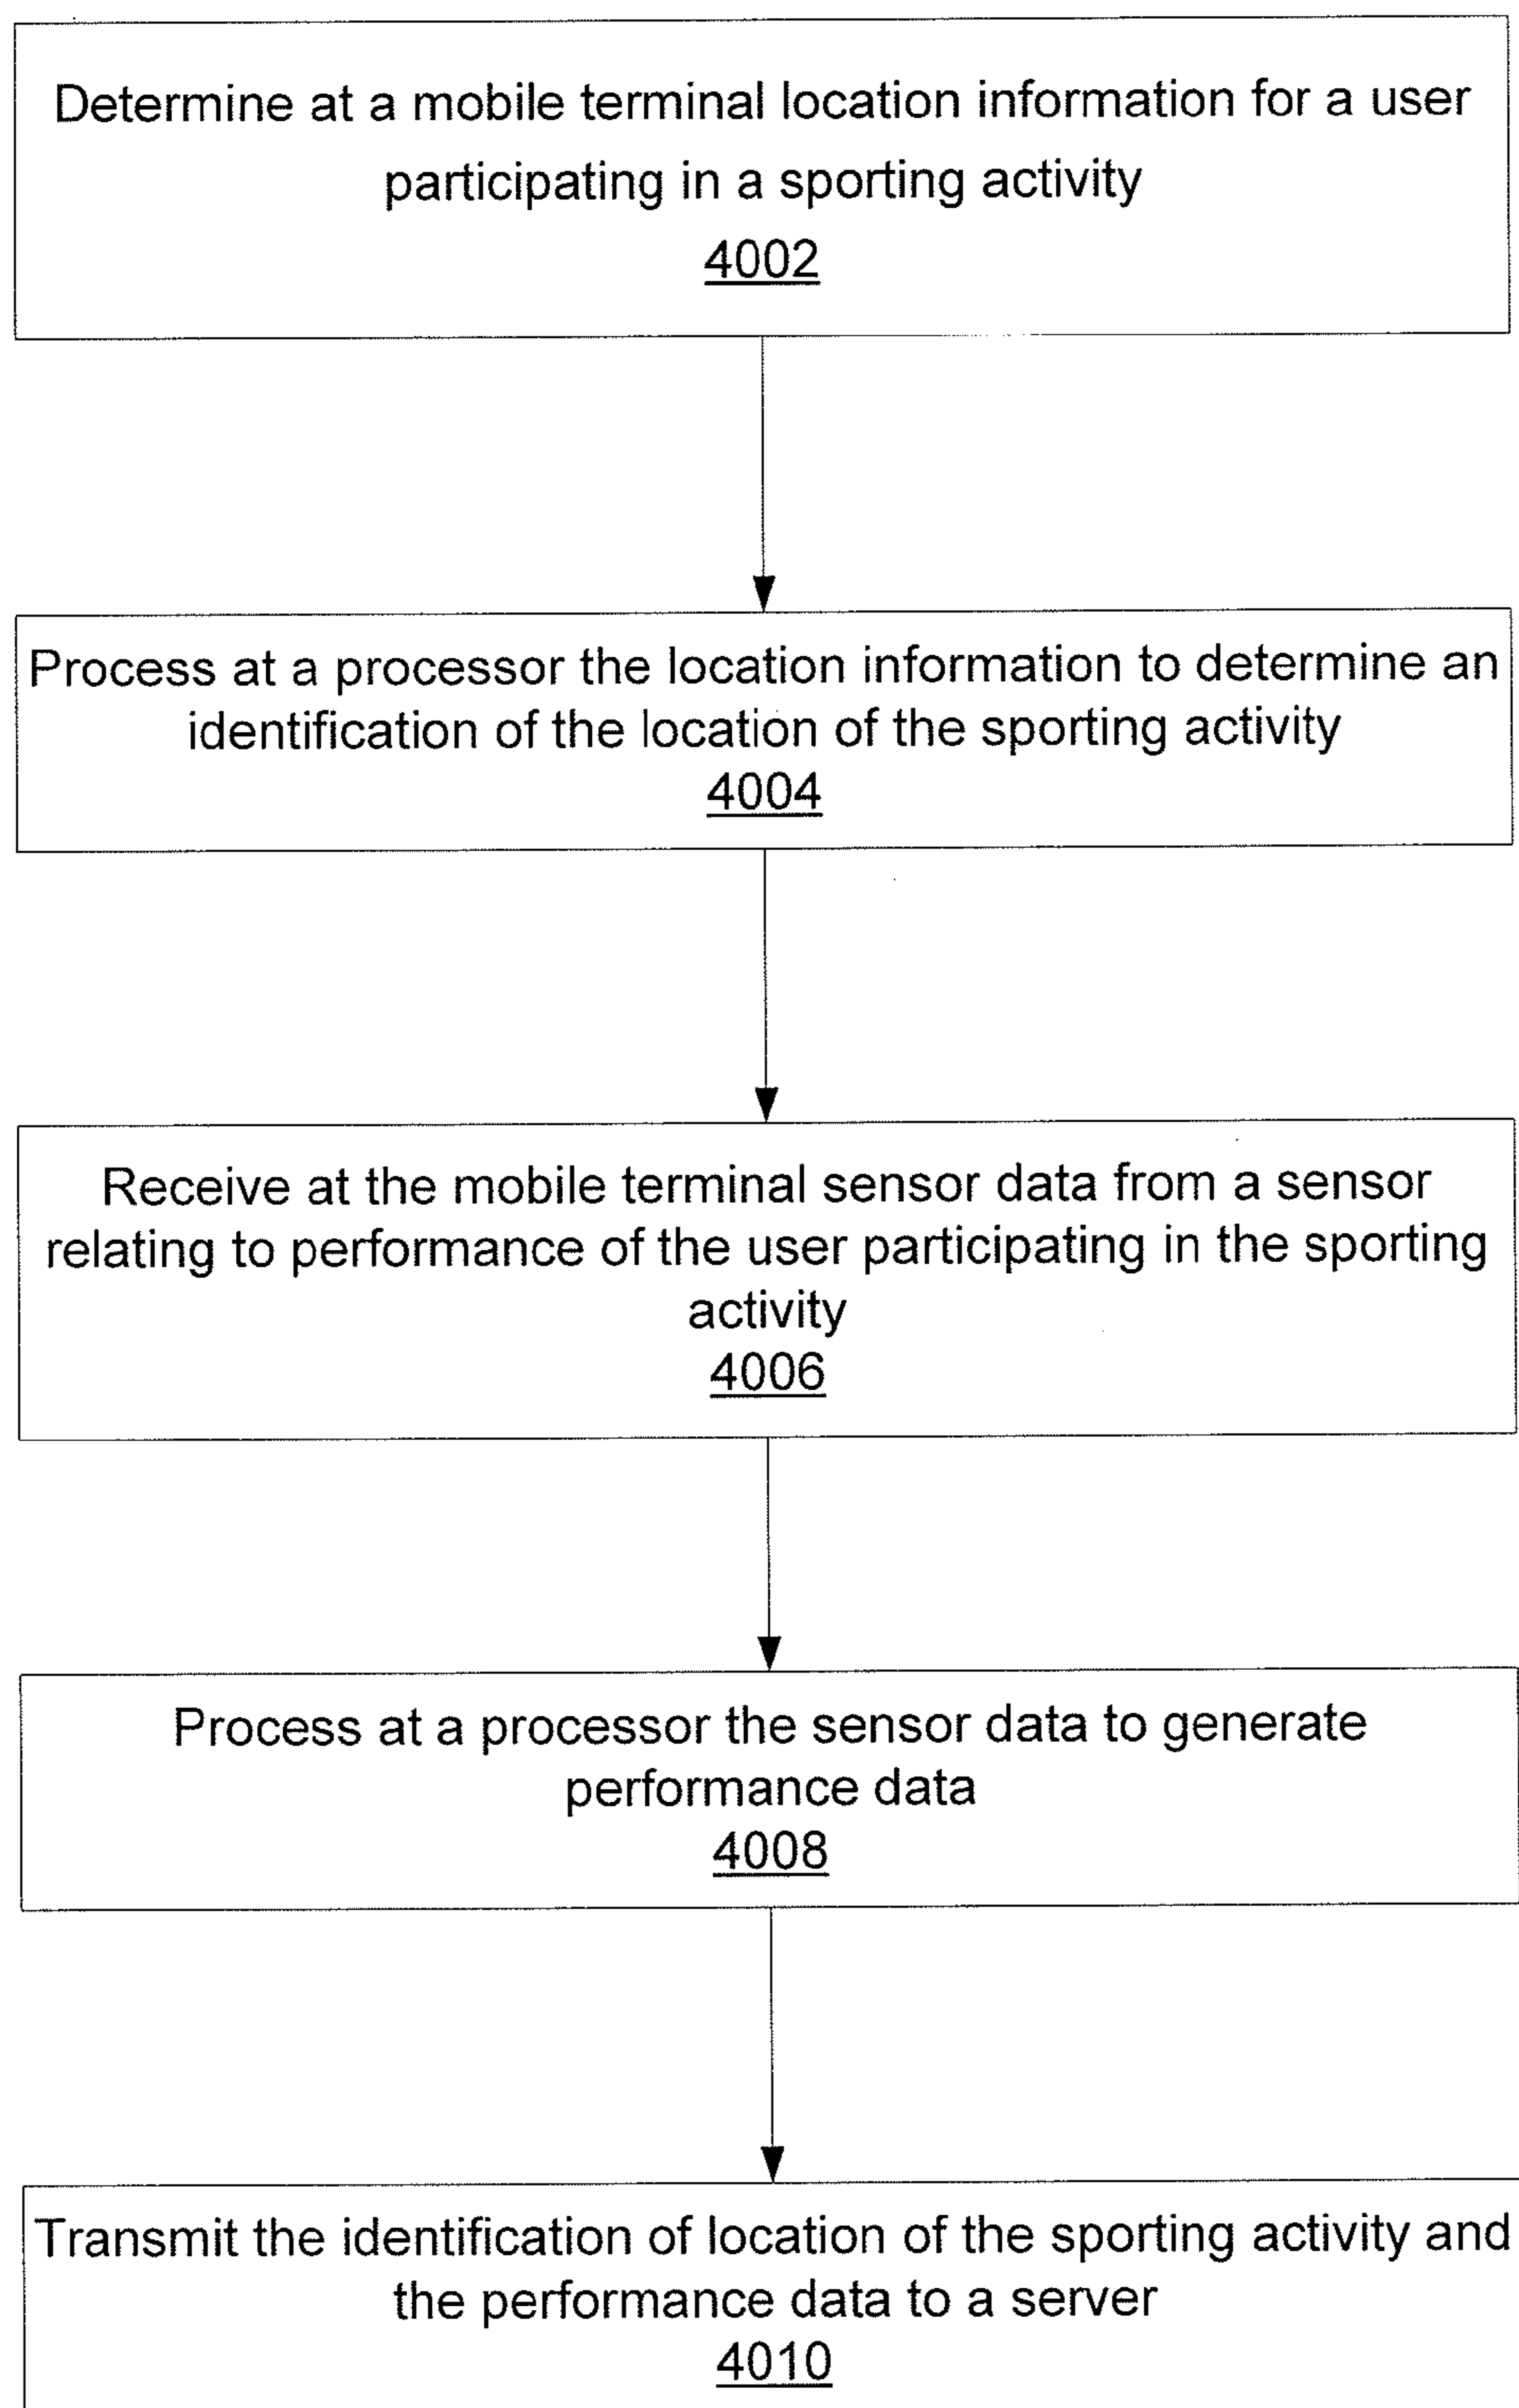 Determine at a mobile terminal location information for a user
participating in a sporting activity
4002
Process at a processor the location information to determine an
identification of the location of the sporting activity
4004
Receive at the mobile terminal sensor data from a sensor
relating to performance of the user participating in the sporting
activity
4006
Process at a processor the sensor data to generate
performance data
4008
Transmit the identification of location of the sporting activity and
the performance data to a server
4010